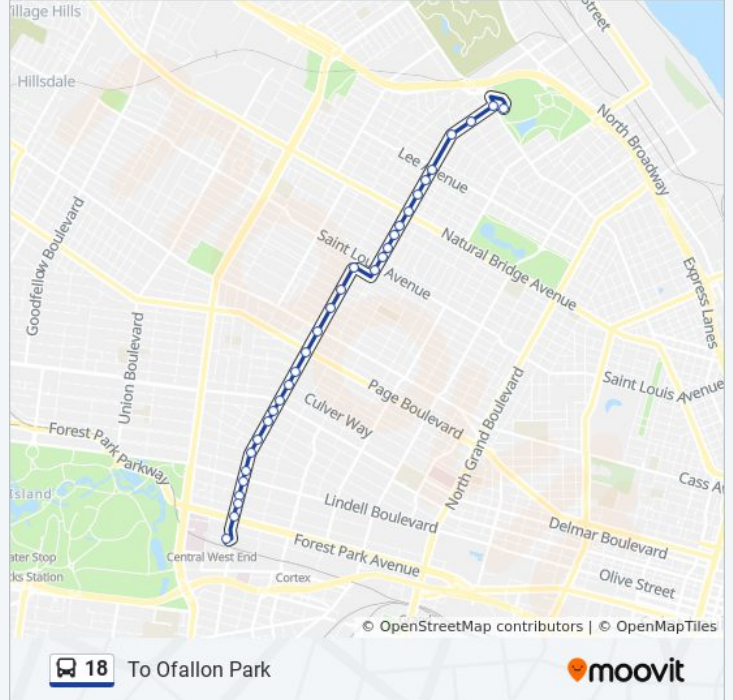 illage Hills
Street
Hillsdale
North Broadway
Lee Avenue
Goodfellow Boulevard
Saint Louis Avenue
Natural Bridge Avenue
Express Lanes
Union Boulevard
Saint Louis Avenue
Page Boulevard
North Grand Boulevard
Culver Way
Forest Park Parkway
Cass Av
Island
Lindell Boulevard
Delmar Boulevard
ater Stop
Central West End
Forest Park Avenue
cks Station
Cortex
Olive Street
© OpenStreetMap contributors | © OpenMapTiles
18 To Ofallon Park
moovit